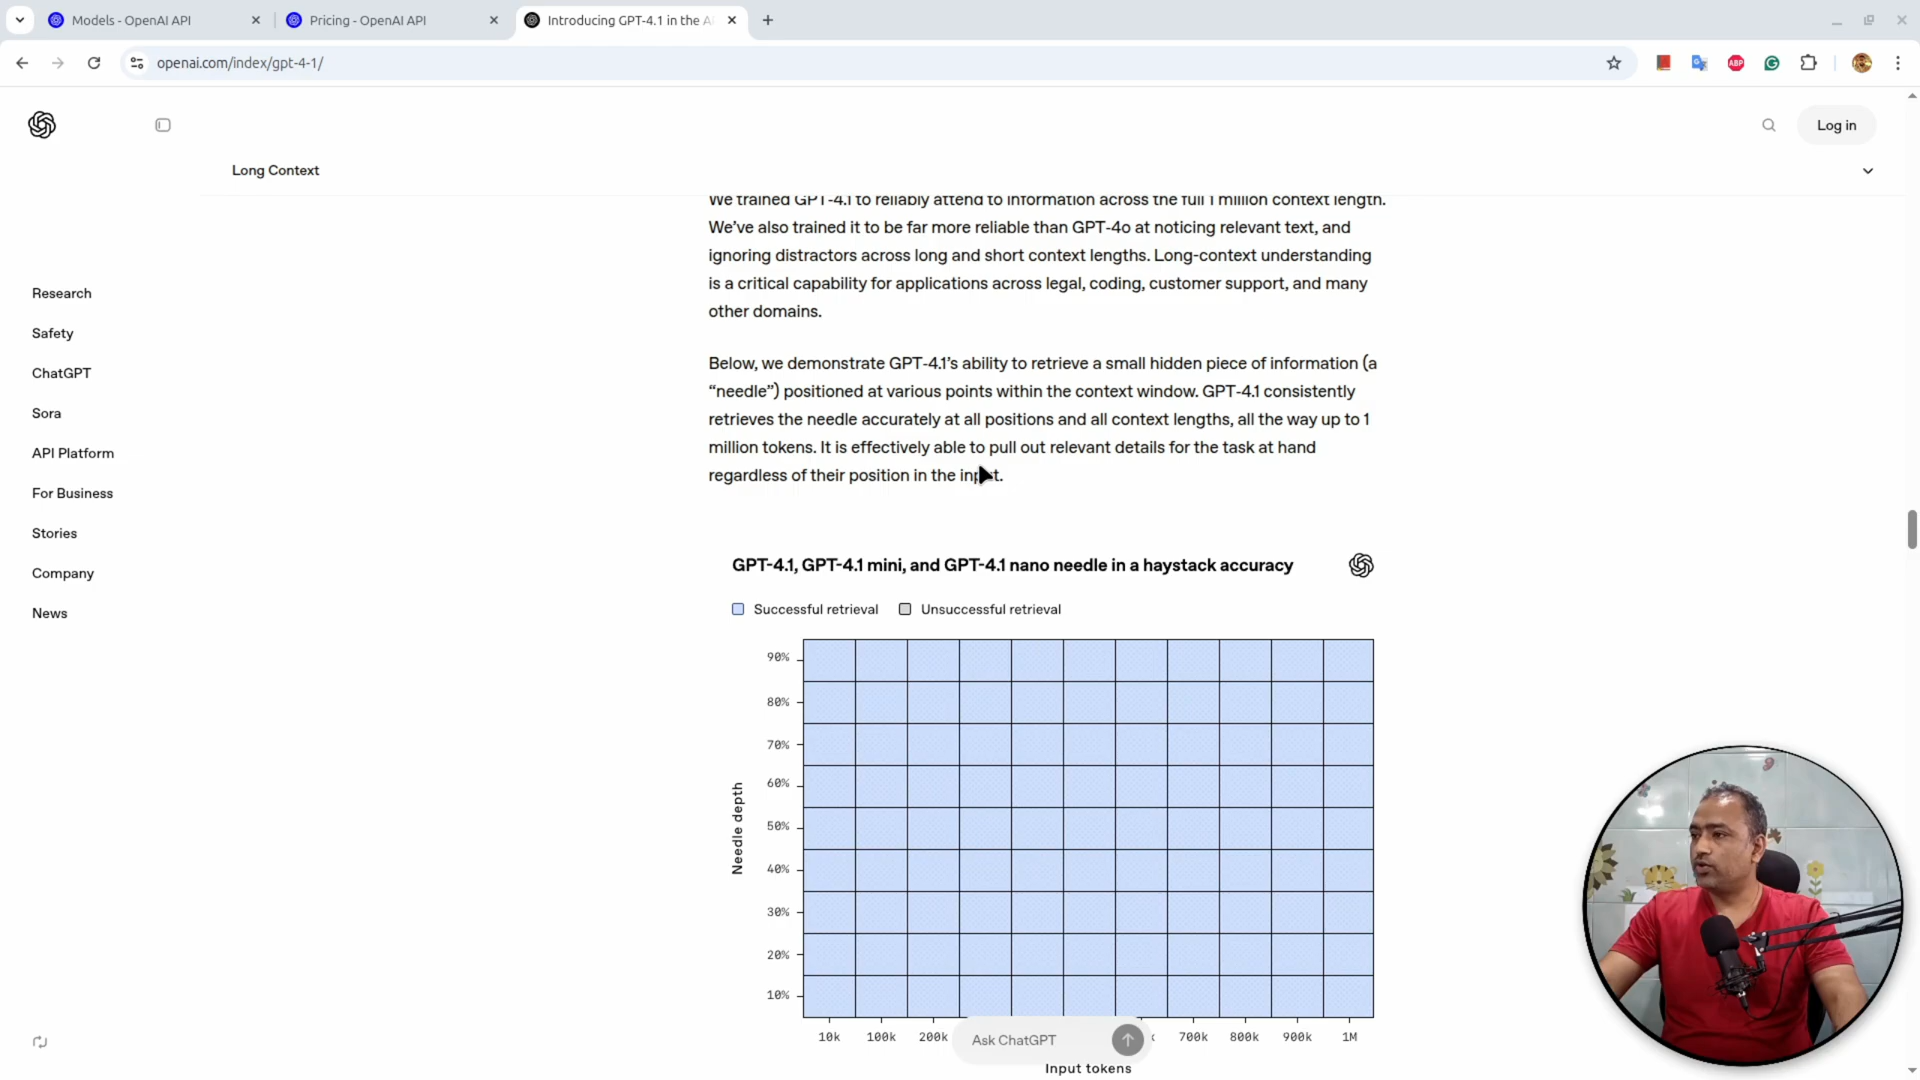 Models - OpenAI API
Pricing - OpenAI API
Introducing GPT-4.1 in the A
openai.com/index/gpt-4-1/
ABP
Log in
Long Context
We trained GPT-4.1 to reliably attend to information across the full 1 million context length.
We've also trained it to be far more reliable than GPT-4o at noticing relevant text, and
ignoring distractors across long and short context lengths. Long-context understanding
is a critical capability for applications across legal, coding, customer support, and many
other domains.
Research
Safety
ChatGPT
Sora
API Platform
For Business
Stories
Company
News
Below, we demonstrate GPT-4.1's ability to retrieve a small hidden piece of information (a
“needle”) positioned at various points within the context window. GPT-4.1 consistently
retrieves the needle accurately at all positions and all context lengths, all the way up to 1
million tokens. It is effectively able to pull out relevant details for the task at hand
regardless of their position in the input.
GPT-4.1, GPT-4.1 mini, and GPT-4.1 nano needle in a haystack accuracy
Successful retrieval
Unsuccessful retrieval
Needle depth
90%
80%
70%
60%
50%
40%
30%
20%
10%
10k 100k 200k 700k 800k 900k 1M
Ask ChatGPT
Input tokens